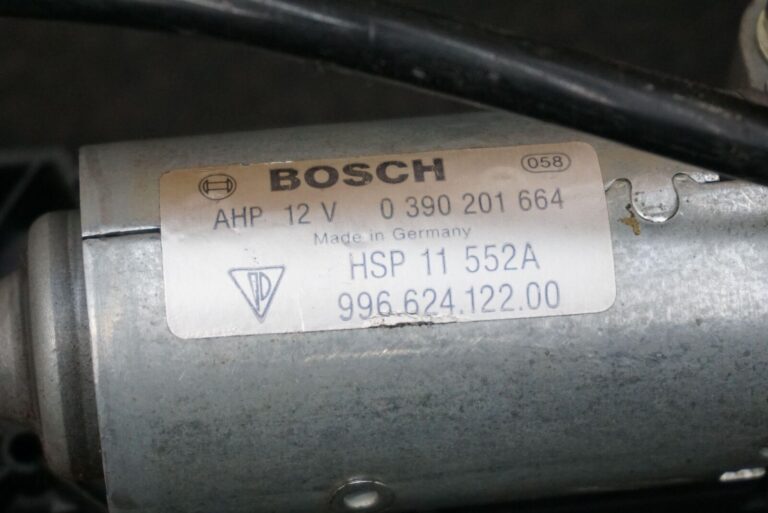 BOSCH 058
AHP 12 V 0 390 201 664
Made in Germany
HSP 11 552A
996.624.122.00